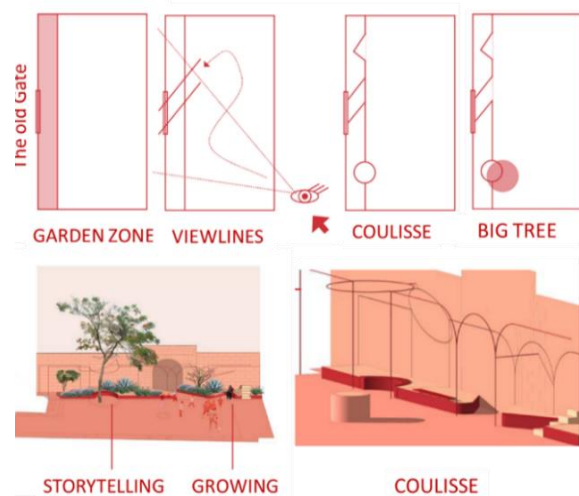 The old Gate
GARDEN ZONE
VIEWLINES
COULISSE
BIG TREE
STORYTELLING
GROWING
COULISSE